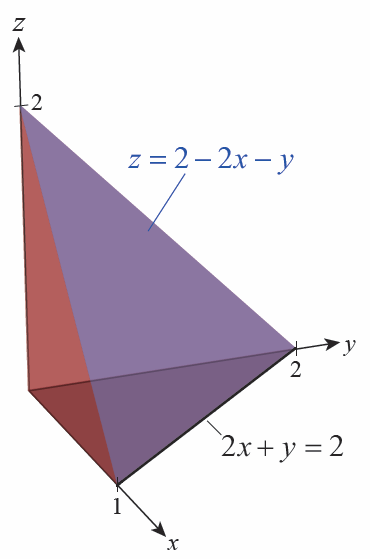 z
2
z = 2 − 2x − y
y
2
2x + y = 2
1
x